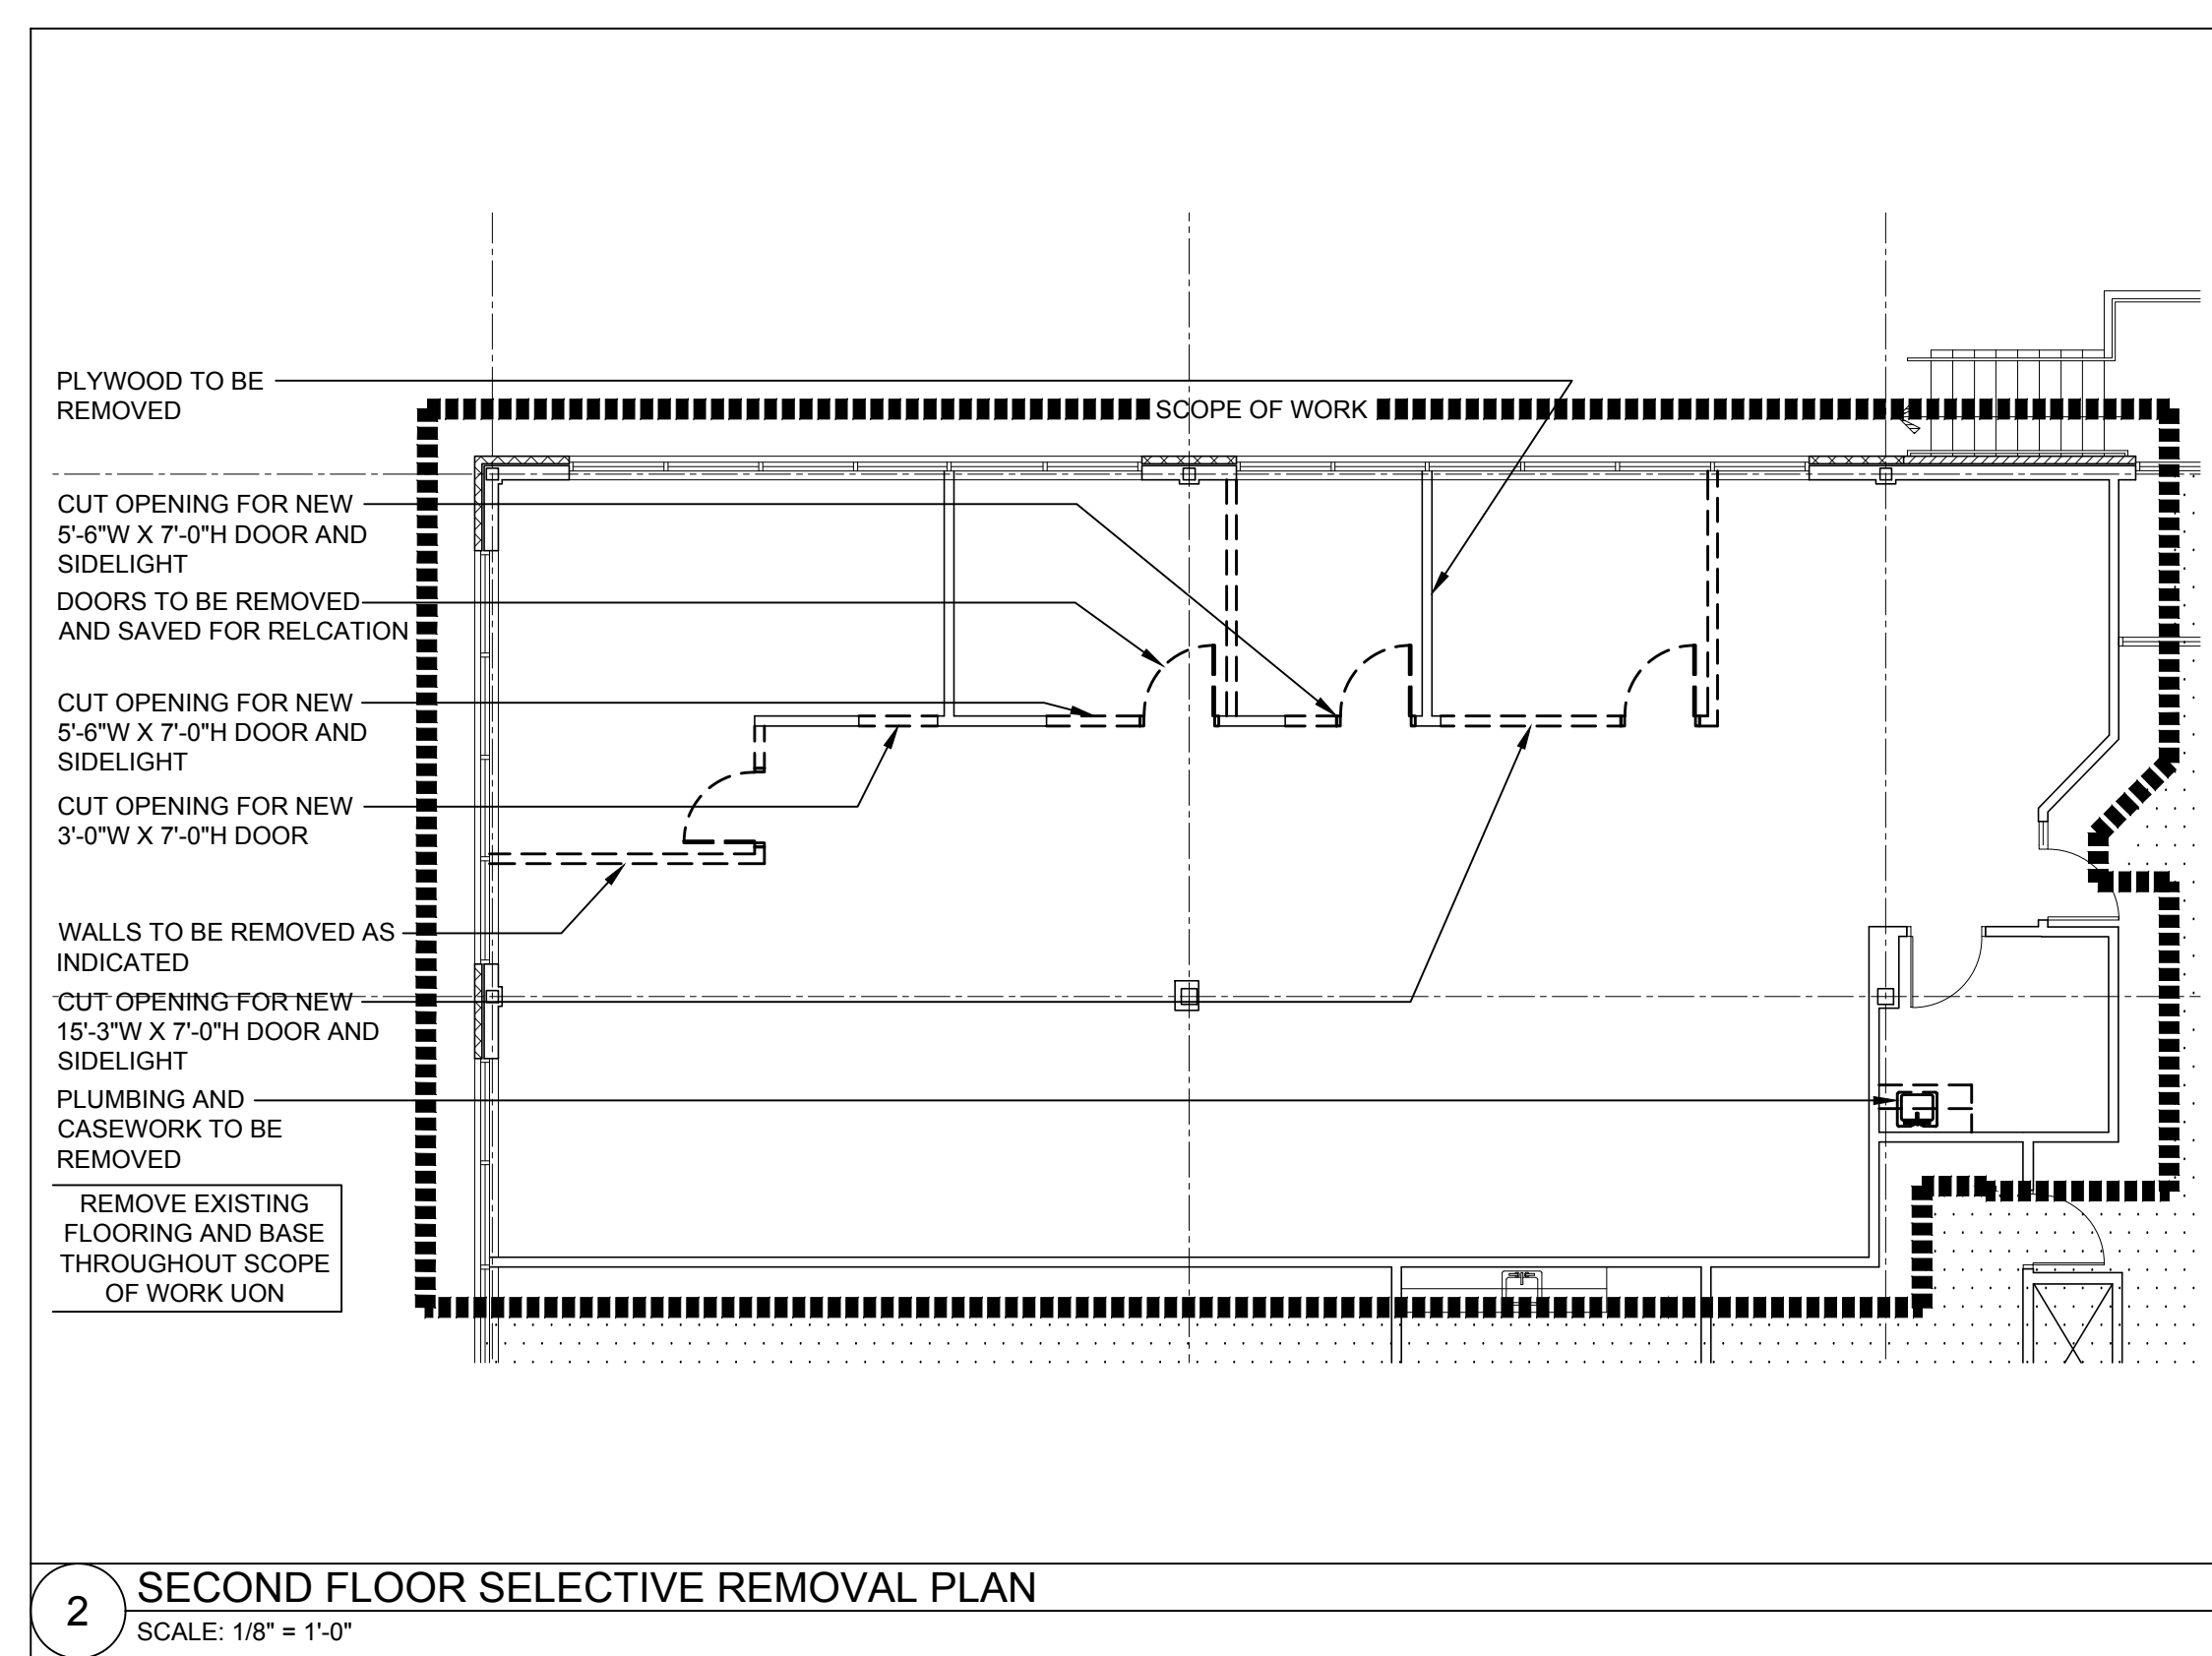 PLYWOOD TO BE
REMOVED
SCOPE OF WORK
CUT OPENING FOR NEW
5'-6"W X 7'-0"H DOOR AND
SIDELIGHT
DOORS TO BE REMOVED
AND SAVED FOR RELCATION
CUT OPENING FOR NEW
5'-6"W X 7'-0"H DOOR AND
SIDELIGHT
CUT OPENING FOR NEW
3'-0"W X 7'-0"H DOOR
WALLS TO BE REMOVED AS
INDICATED
CUT OPENING FOR NEW
15'-3"W X 7'-0"H DOOR AND
SIDELIGHT
PLUMBING AND
CASEWORK TO BE
REMOVED
REMOVE EXISTING
FLOORING AND BASE
THROUGHOUT SCOPE
OF WORK UON
2
SECOND FLOOR SELECTIVE REMOVAL PLAN
SCALE: 1/8" = 1'-0"